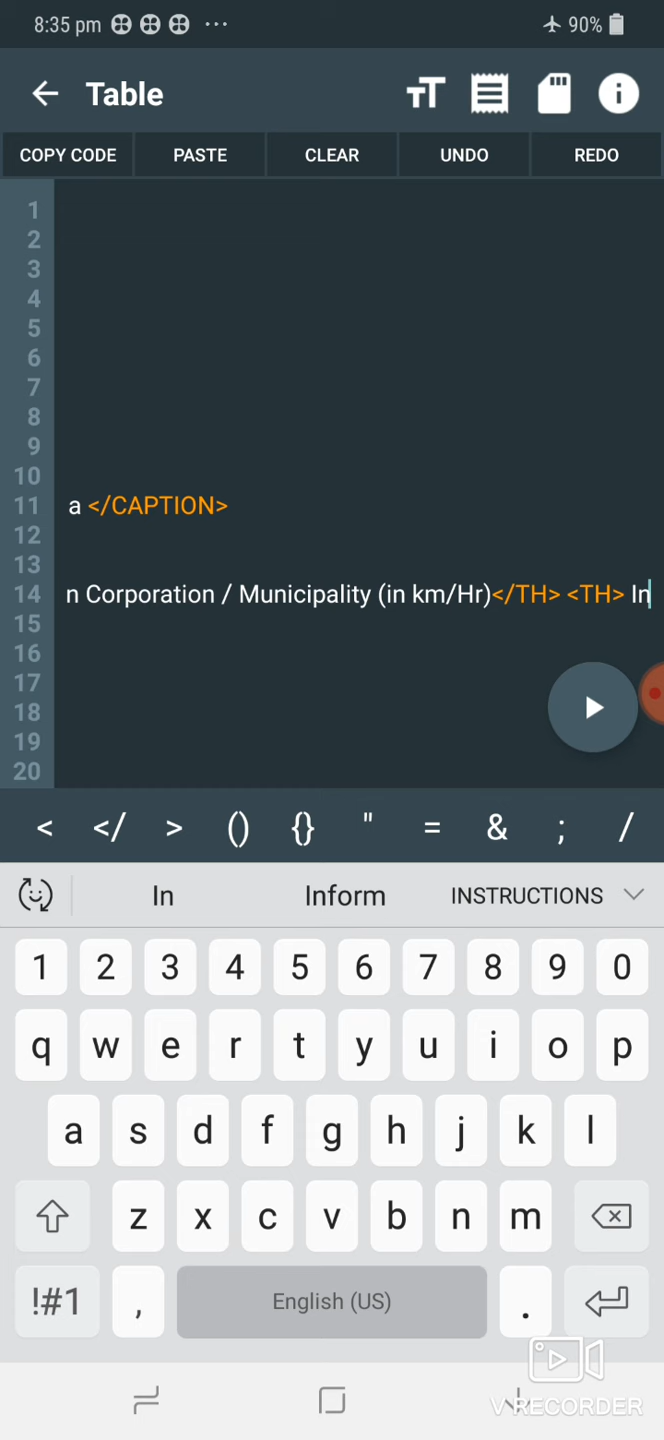 8:35 pm 90%
Table
COPY CODE PASTE CLEAR UNDO REDO
1
2
3
4
5
6
7
8
9
10
11 a </CAPTION>
12
13
14 n Corporation / Municipality (in km/Hr)</TH> <TH> In
15
16
17
18
19
20
< </ > () {} " = & ; /
In Inform INSTRUCTIONS
1 2 3 4 5 6 7 8 9 0
q w e r t y u i o p
a s d f g h j k l
z x c v b n m
!#1 , English (US) .
V RECORDER